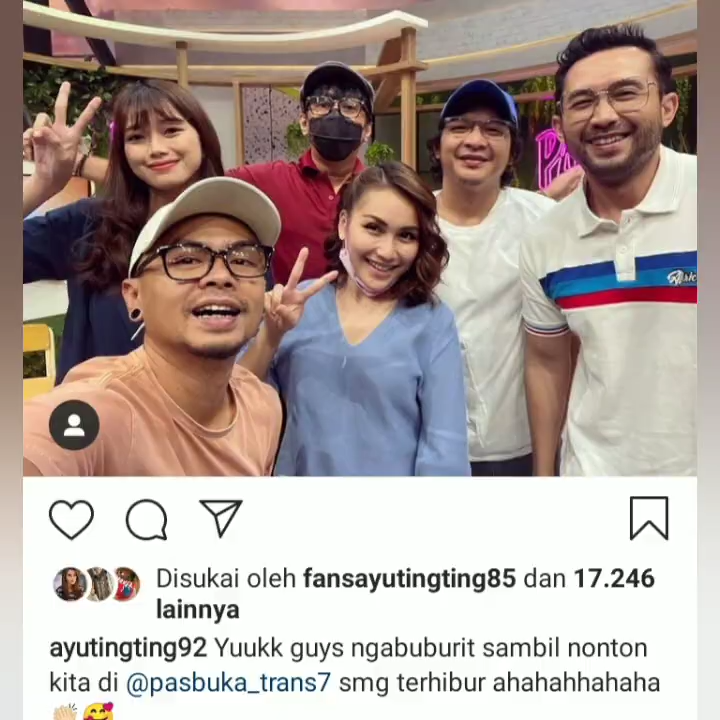 Disukai oleh fansayutingting85 dan 17.246
lainnya
ayutingting92 Yuukk guys ngabuburit sambil nonton
kita di @pasbuka_trans7 smg terhibur ahahahhahaha
👏🏻🥰